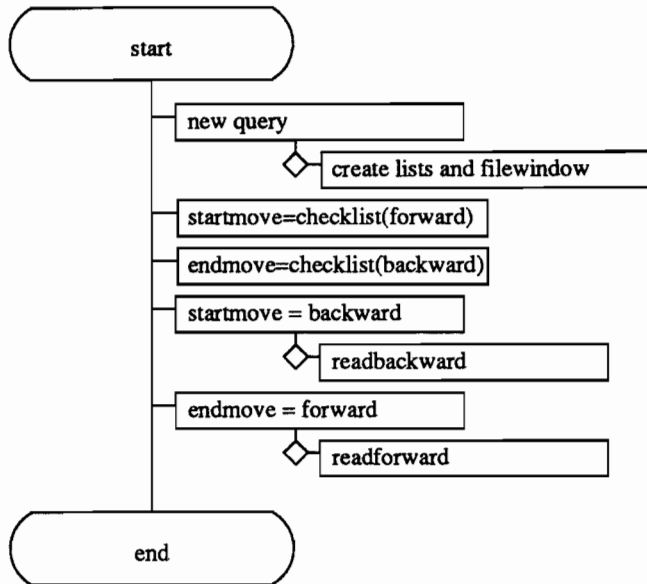 start
new query
create lists and filewindow
startmove=checklist(forward)
endmove=checklist(backward)
startmove = backward
readbackward
endmove = forward
readforward
end